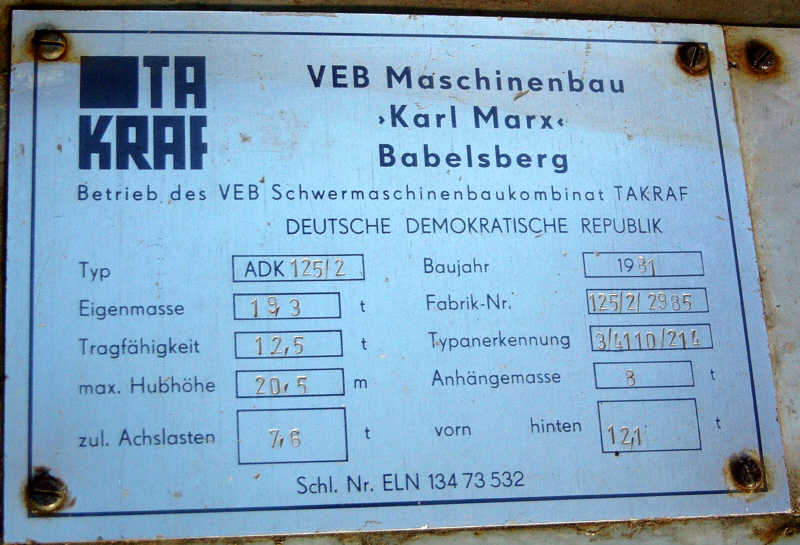 TAKRAF
VEB Maschinenbau
›Karl Marx‹
Babelsberg
Betrieb des VEB Schwermaschinenbaukombinat TAKRAF
DEUTSCHE DEMOKRATISCHE REPUBLIK
Typ ADK 125/2 Baujahr 1981
Eigenmasse 19,3 t Fabrik-Nr. 125/2/2985
Tragfähigkeit 12,5 t Typanerkennung 3/4110/214
max. Hubhöhe 20,5 m Anhängemasse 8 t
zul. Achslasten 7,6 t vorn hinten 12,1 t
Schl. Nr. ELN 134 73 532